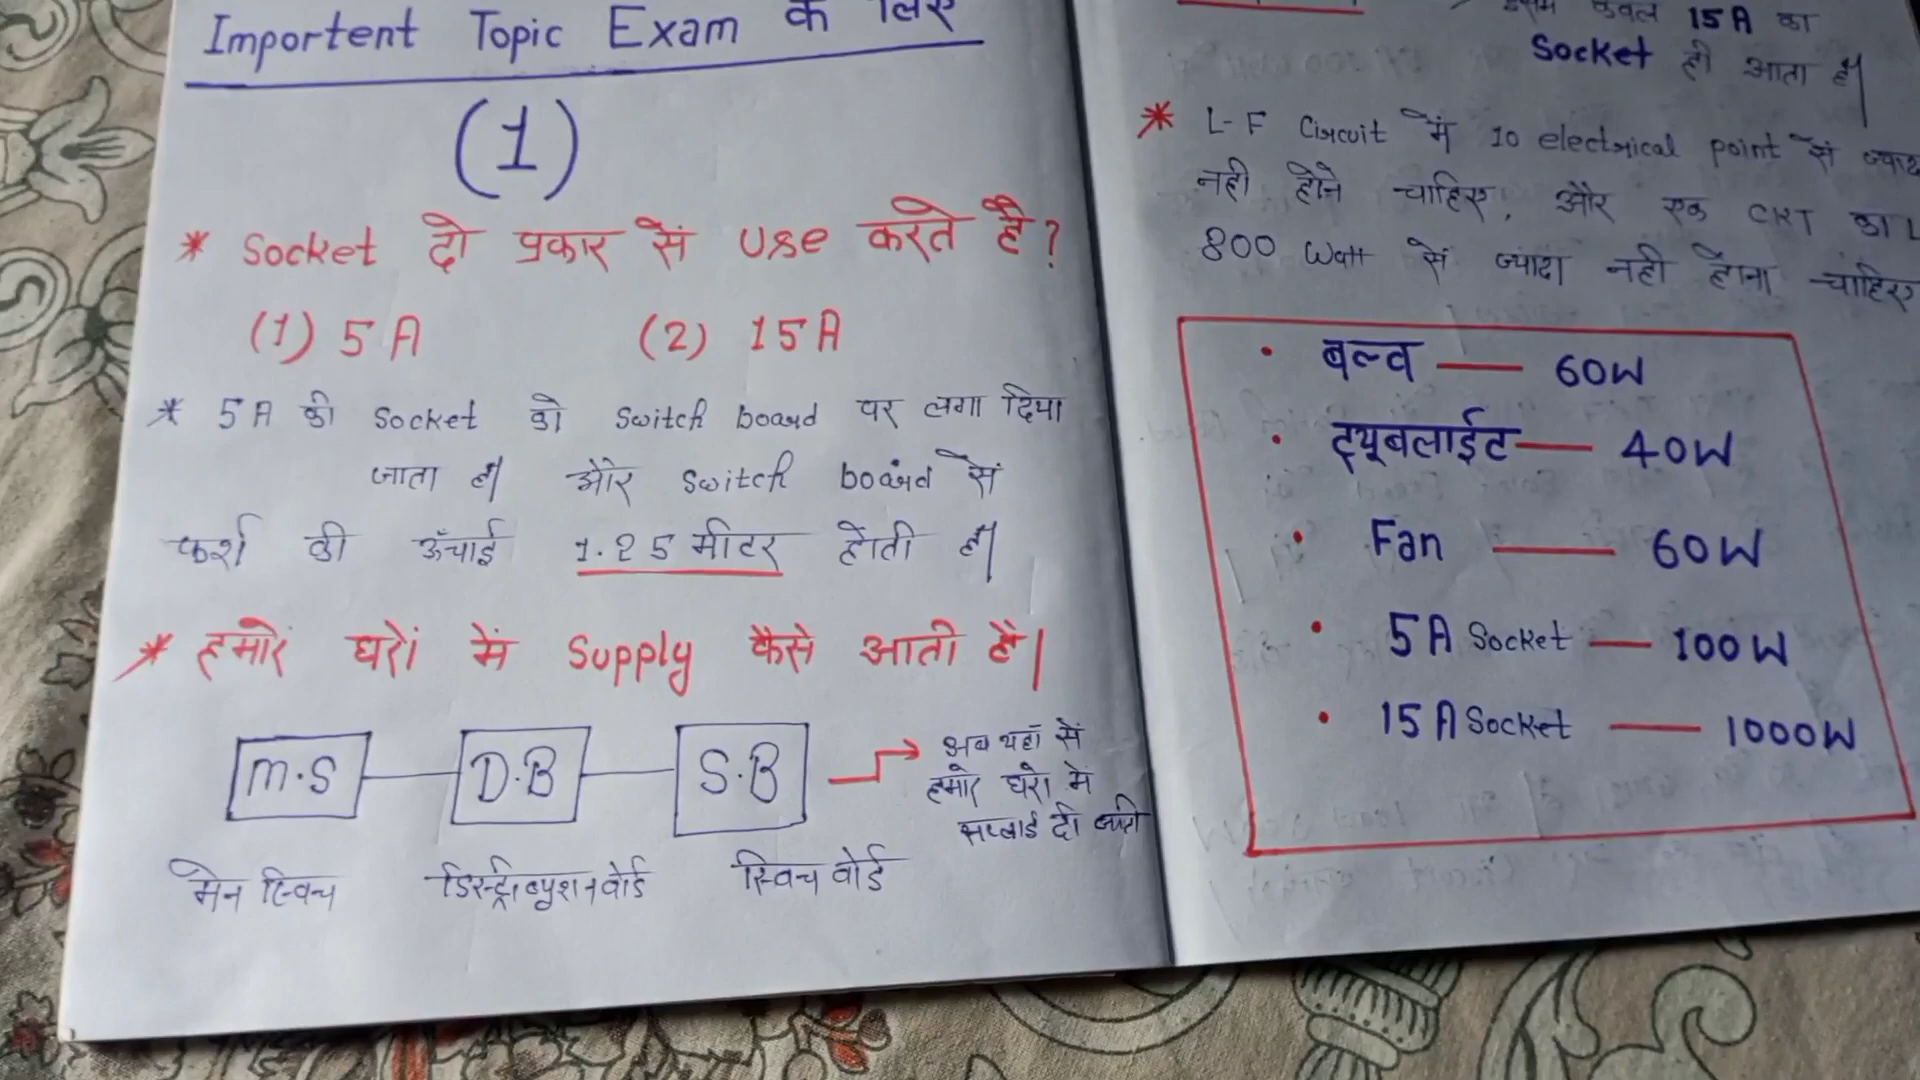 Importent Topic Exam के लिए
(1)
* Socket दो प्रकार सें use करते है?
(1) 5A (2) 15A
* 5A की Socket को Switch board पर लगा दिया
जाता है। और Switch board सें
फर्श की ऊँचाई 1.25 मीटर होती है।
* हमारे घरों में Supply कैसे आती है।
M.S D.B S.B
अब यहाँ सें
हमारे घरो मे
सप्लाई दी जाती
मेन स्विच डिस्ट्रीब्यूशन वोर्ड स्विच वोर्ड
केवल 15A का
Socket ही आता है।
* L-F Circuit में 10 electrical point सें
नही होने चाहिए, और एक CKT का
800 Watt सें ज्यादा नही होना चाहिए
• बल्व — 60W
• ट्यूबलाईट — 40W
• Fan — 60W
• 5A Socket — 100W
• 15A Socket — 1000W